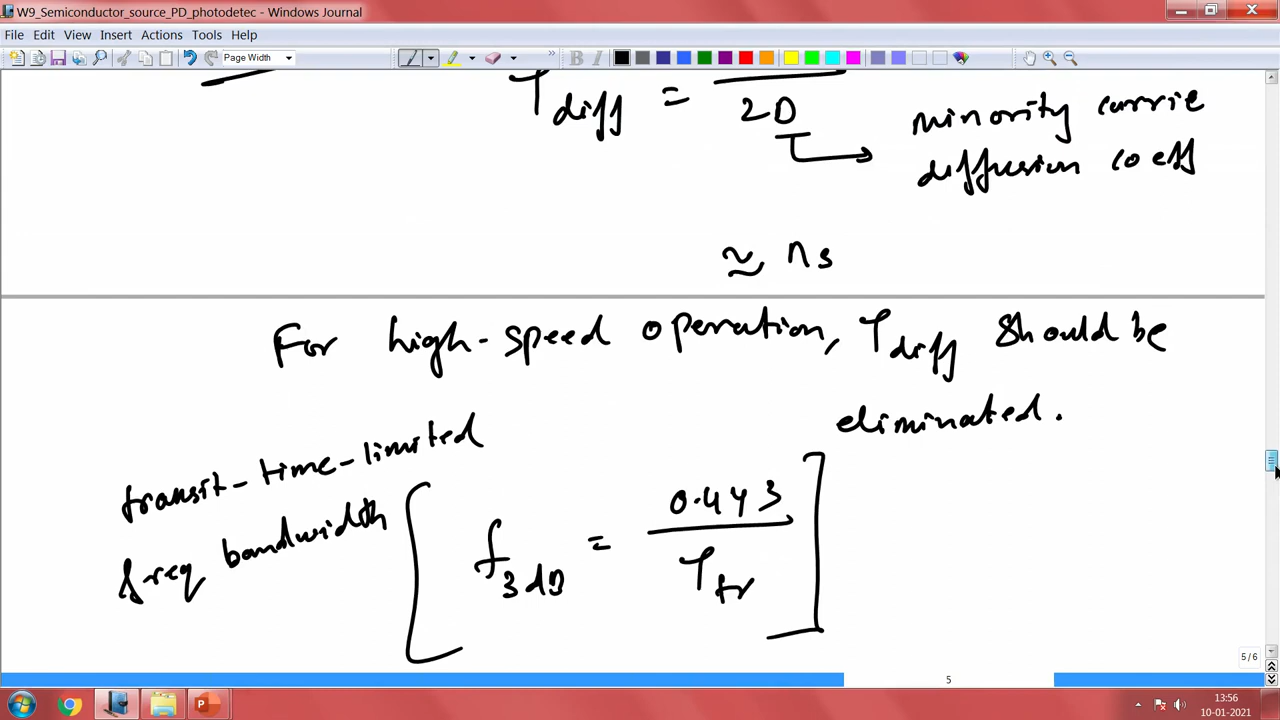 W9_Semiconductor_source_PD_photodetec - Windows Journal
File Edit View Insert Actions Tools Help
Page Width
B I
τdiff =
2D
minority carrie
diffusion coeff
≈ ns
For high-speed operation, τdiff should be
eliminated.
transit-time-limited
freq bandwidth
f3dB = 0.443 / τtr
5/6
5
13:56
10-01-2021